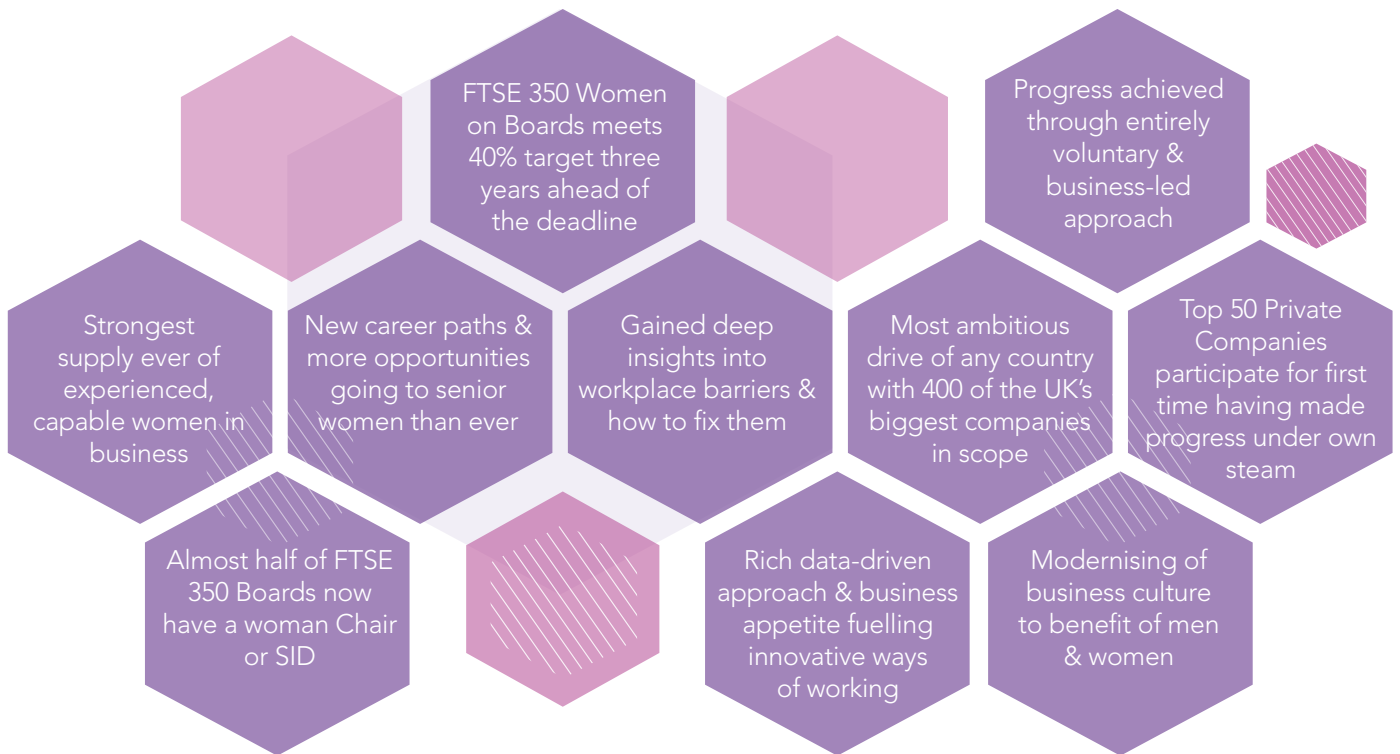 FTSE 350 Women
on Boards meets
40% target three
years ahead of
the deadline
Progress achieved
through entirely
voluntary &
business-led
approach
Strongest
supply ever of
experienced,
capable women in
business
New career paths &
more opportunities
going to senior
women than ever
Gained deep
insights into
workplace barriers &
how to fix them
Most ambitious
drive of any country
with 400 of the UK's
biggest companies
in scope
Top 50 Private
Companies
participate for first
time having made
progress under own
steam
Almost half of FTSE
350 Boards now
have a woman Chair
or SID
Rich data-driven
approach & business
appetite fuelling
innovative ways
of working
Modernising of
business culture
to benefit of men
& women